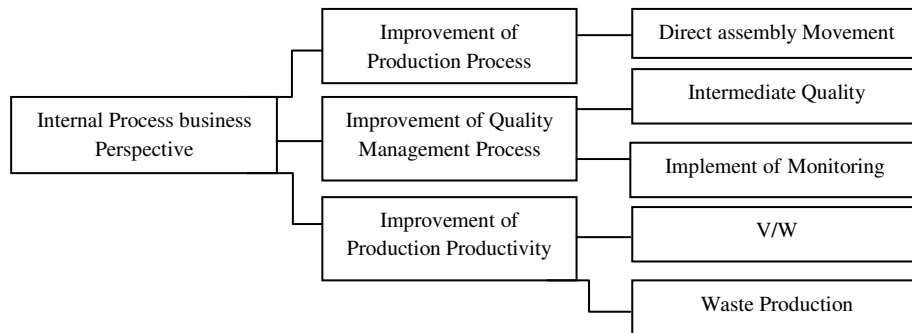 Internal Process business
Perspective
Improvement of
Production Process
Improvement of Quality
Management Process
Improvement of
Production Productivity
Direct assembly Movement
Intermediate Quality
Implement of Monitoring
V/W
Waste Production